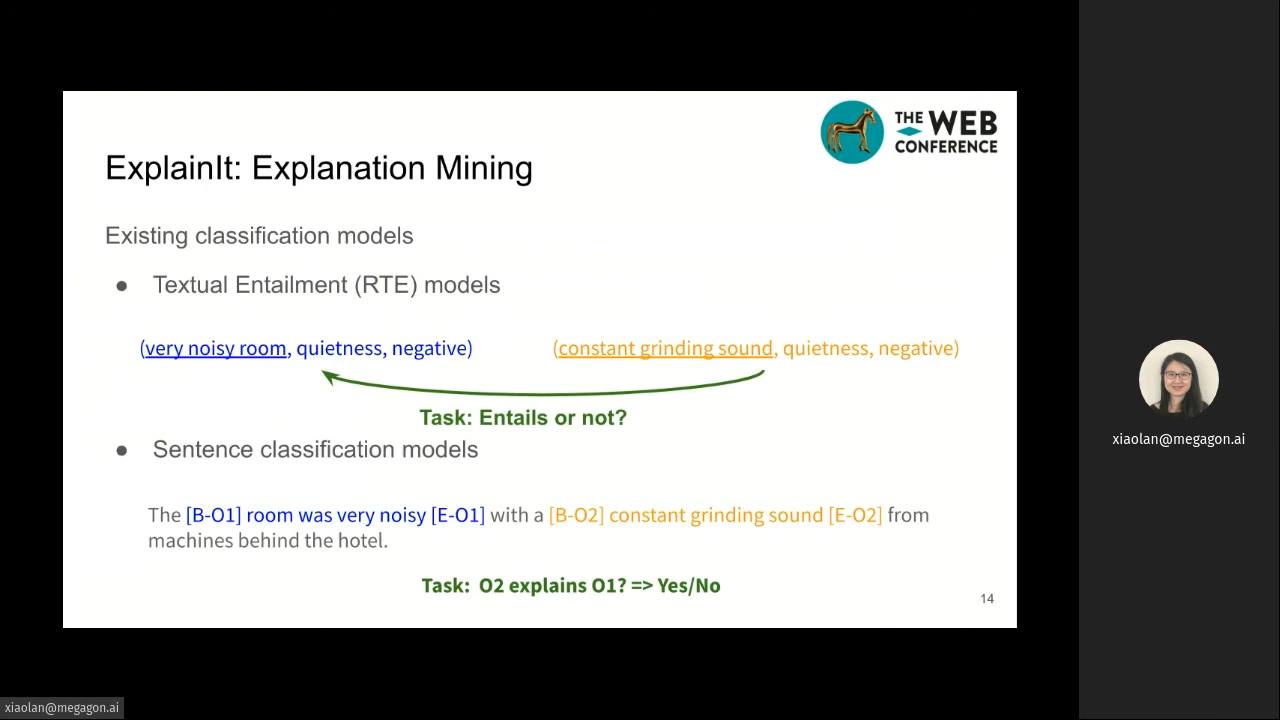 THE WEB
CONFERENCE
ExplainIt: Explanation Mining
Existing classification models
● Textual Entailment (RTE) models
(very noisy room, quietness, negative) (constant grinding sound, quietness, negative)
Task: Entails or not?
● Sentence classification models
The [B-O1] room was very noisy [E-O1] with a [B-O2] constant grinding sound [E-O2] from
machines behind the hotel.
Task: O2 explains O1? => Yes/No
14
xiaolan@megagon.ai
xiaolan@megagon.ai